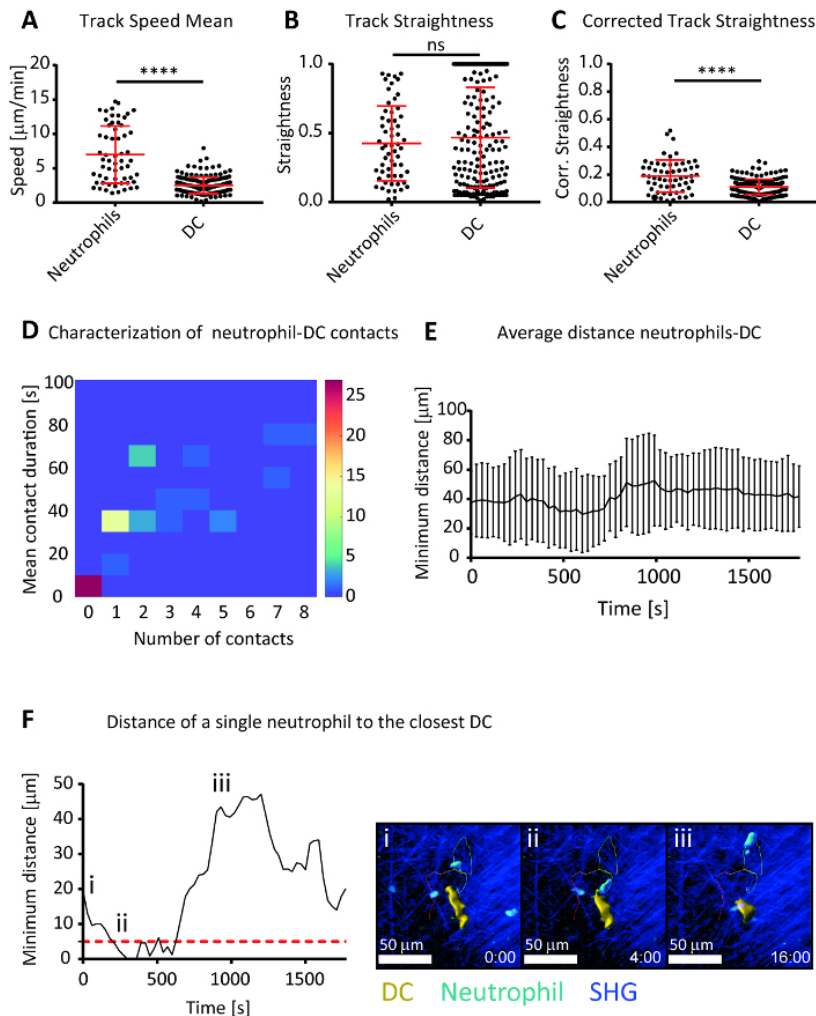 A Track Speed Mean
B Track Straightness
C Corrected Track Straightness
Speed [μm/min]
20
15
10
5
0
****
Neutrophils
DC
Straightness
1.0
0.5
0.0
ns
Neutrophils
DC
Corr. Straightness
1.0
0.8
0.6
0.4
0.2
0.0
****
Neutrophils
DC
D Characterization of neutrophil-DC contacts
Mean contact duration [s]
100
80
60
40
20
0
0 1 2 3 4 5 6 7 8
Number of contacts
25
20
15
10
5
0
E Average distance neutrophils-DC
Minimum distance [μm]
100
80
60
40
20
0
0 500 1000 1500
Time [s]
F Distance of a single neutrophil to the closest DC
Minimum distance [μm]
50
40
30
20
10
0
i
ii
iii
0 500 1000 1500
Time [s]
i
50 μm
0:00
ii
50 μm
4:00
iii
50 μm
16:00
DC Neutrophil SHG